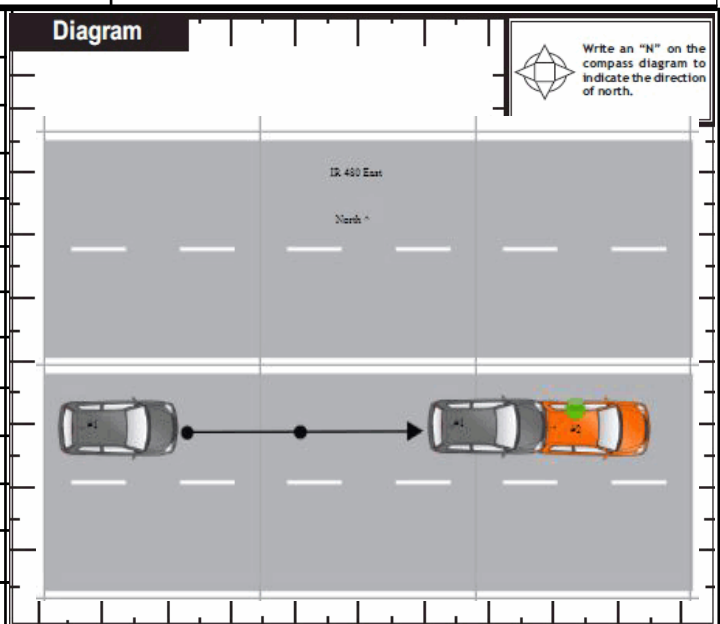 Diagram
Write an “N” on the
compass diagram to
indicate the direction
of north.
IR 480 East
North ^
#1
#1
#2